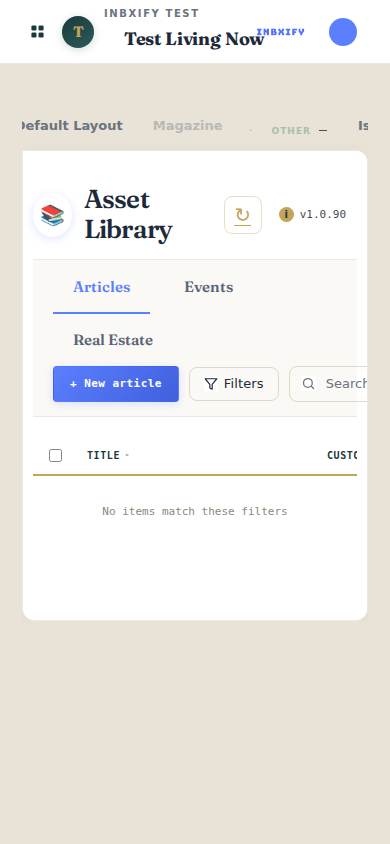 INBXIFY TEST
T
Test Living Now
INBXIFY
Default Layout
Magazine
OTHER —
Is
Asset
Library
↻
i v1.0.90
Articles
Events
Real Estate
+ New article
Filters
Search
TITLE
CUSTO
No items match these filters